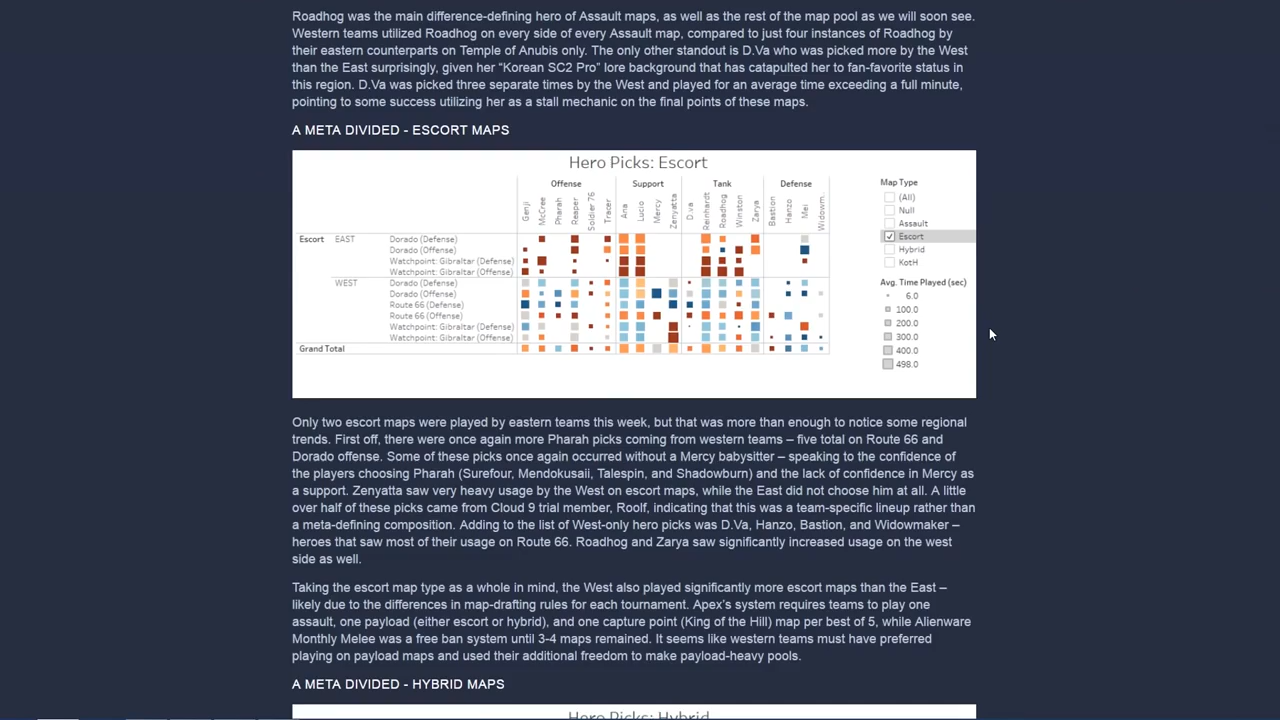 Roadhog was the main difference-defining hero of Assault maps, as well as the rest of the map pool as we will soon see.
Western teams utilized Roadhog on every side of every Assault map, compared to just four instances of Roadhog by
their eastern counterparts on Temple of Anubis only. The only other standout is D.Va who was picked more by the West
than the East surprisingly, given her “Korean SC2 Pro” lore background that has catapulted her to fan-favorite status in
this region. D.Va was picked three separate times by the West and played for an average time exceeding a full minute,
pointing to some success utilizing her as a stall mechanic on the final points of these maps.
A META DIVIDED - ESCORT MAPS
Hero Picks: Escort
Offense Support Tank Defense
Genji McCree Pharah Reaper Soldier 76 Tracer Ana Lucio Mercy Zenyatta D.va Reinhardt Roadhog Winston Zarya Bastion Hanzo Mei Widowm..
Escort EAST Dorado (Defense)
Dorado (Offense)
Watchpoint: Gibraltar (Defense)
Watchpoint: Gibraltar (Offense)
WEST Dorado (Defense)
Dorado (Offense)
Route 66 (Defense)
Route 66 (Offense)
Watchpoint: Gibraltar (Defense)
Watchpoint: Gibraltar (Offense)
Grand Total
Map Type
(All)
Null
Assault
Escort
Hybrid
KotH
Avg. Time Played (sec)
6.0
100.0
200.0
300.0
400.0
498.0
Only two escort maps were played by eastern teams this week, but that was more than enough to notice some regional
trends. First off, there were once again more Pharah picks coming from western teams – five total on Route 66 and
Dorado offense. Some of these picks once again occurred without a Mercy babysitter – speaking to the confidence of
the players choosing Pharah (Surefour, Mendokusaii, Talespin, and Shadowburn) and the lack of confidence in Mercy as
a support. Zenyatta saw very heavy usage by the West on escort maps, while the East did not choose him at all. A little
over half of these picks came from Cloud 9 trial member, Roolf, indicating that this was a team-specific lineup rather than
a meta-defining composition. Adding to the list of West-only hero picks was D.Va, Hanzo, Bastion, and Widowmaker –
heroes that saw most of their usage on Route 66. Roadhog and Zarya saw significantly increased usage on the west
side as well.
Taking the escort map type as a whole in mind, the West also played significantly more escort maps than the East –
likely due to the differences in map-drafting rules for each tournament. Apex’s system requires teams to play one
assault, one payload (either escort or hybrid), and one capture point (King of the Hill) map per best of 5, while Alienware
Monthly Melee was a free ban system until 3-4 maps remained. It seems like western teams must have preferred
playing on payload maps and used their additional freedom to make payload-heavy pools.
A META DIVIDED - HYBRID MAPS
Hero Picks: Hybrid